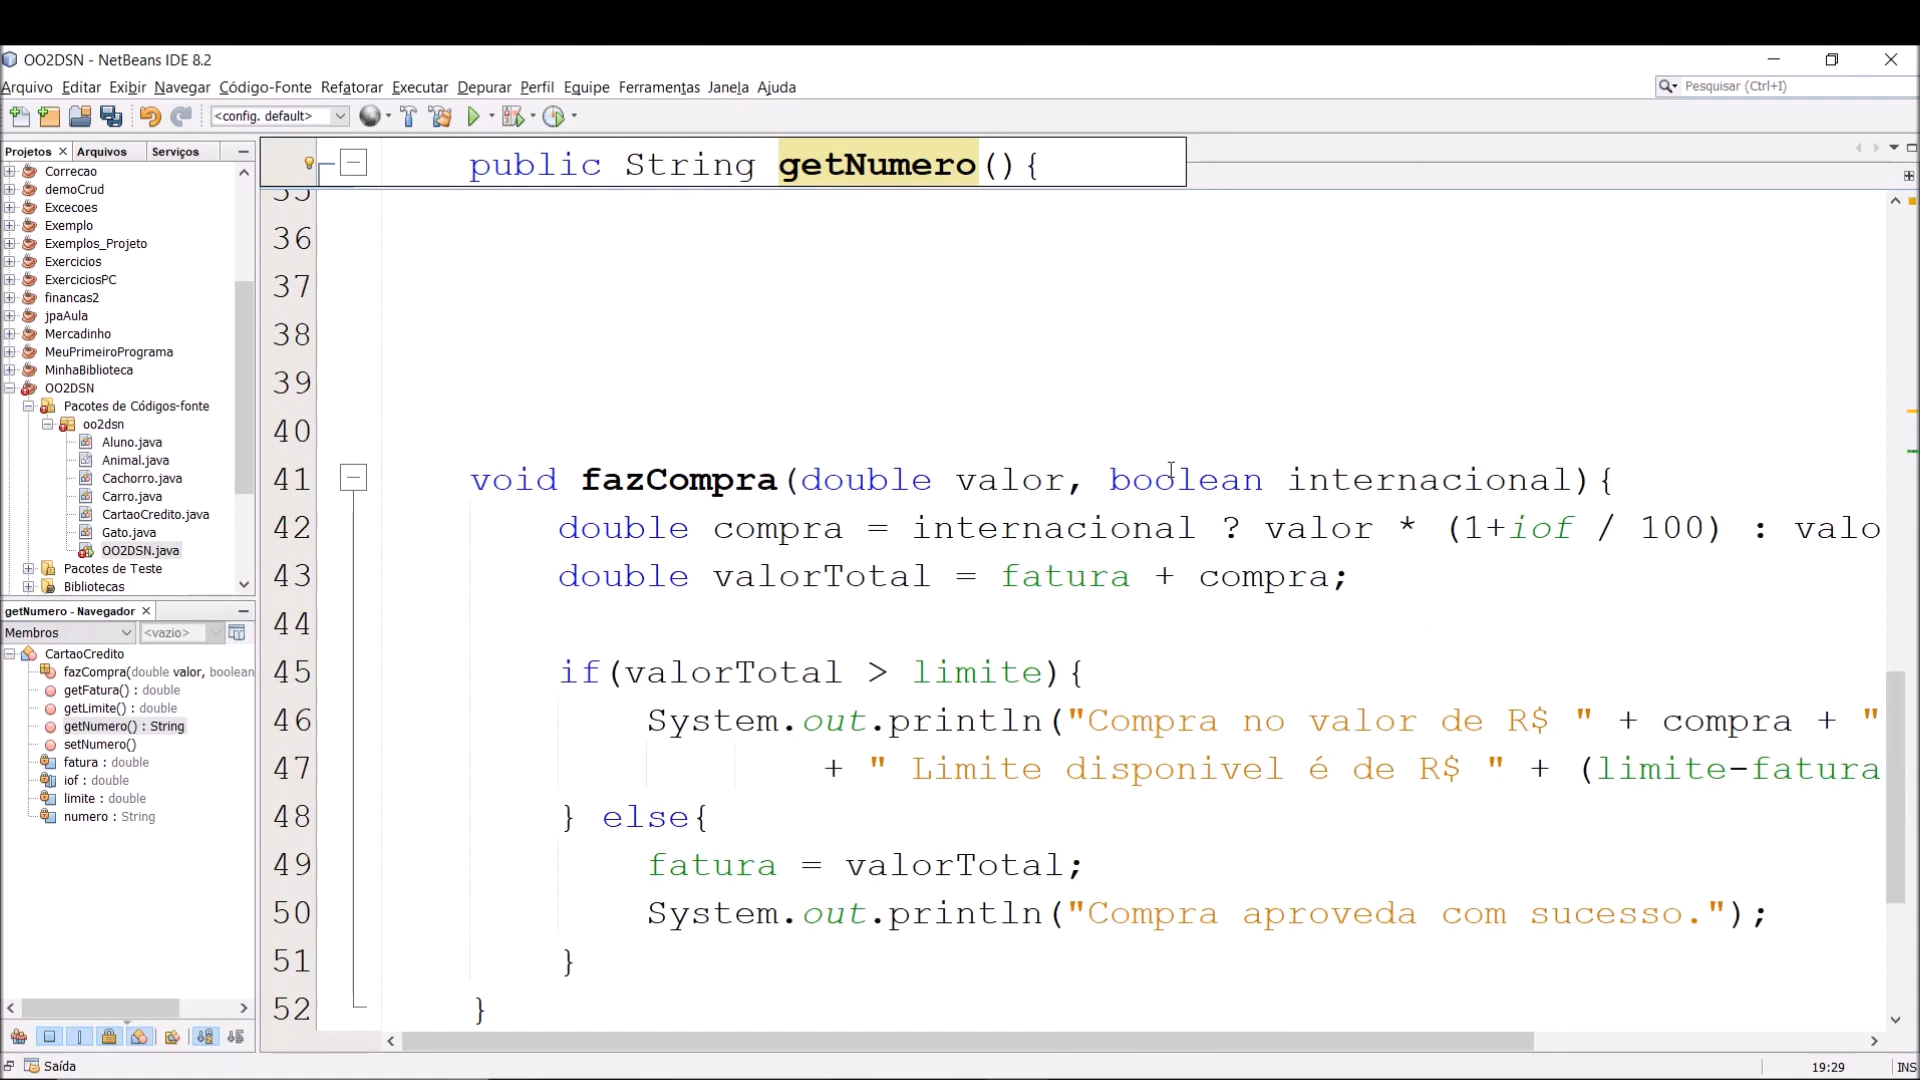 OO2DSN - NetBeans IDE 8.2
Arquivo Editar Exibir Navegar Código-Fonte Refatorar Executar Depurar Perfil Equipe Ferramentas Janela Ajuda
Pesquisar (Ctrl+I)
<config. default>
Projetos Arquivos Serviços
Correcao
demoCrud
Excecoes
Exemplo
Exemplos_Projeto
Exercicios
ExerciciosPC
financas2
jpaAula
Mercadinho
MeuPrimeiroPrograma
MinhaBiblioteca
OO2DSN
Pacotes de Códigos-fonte
oo2dsn
Aluno.java
Animal.java
Cachorro.java
Carro.java
CartaoCredito.java
Gato.java
OO2DSN.java
Pacotes de Teste
Bibliotecas
getNumero - Navegador
Membros <vazio>
CartaoCredito
fazCompra(double valor, boolean
getFatura() : double
getLimite() : double
getNumero() : String
setNumero()
fatura : double
iof : double
limite : double
numero : String
public String getNumero(){
35
36
37
38
39
40
41 void fazCompra(double valor, boolean internacional){
42 double compra = internacional ? valor * (1+iof / 100) : valo
43 double valorTotal = fatura + compra;
44
45 if(valorTotal > limite){
46 System.out.println("Compra no valor de R$ " + compra + "
47 + " Limite disponivel é de R$ " + (limite-fatura
48 } else{
49 fatura = valorTotal;
50 System.out.println("Compra aproveda com sucesso.");
51 }
52 }
Saída
19:29 INS